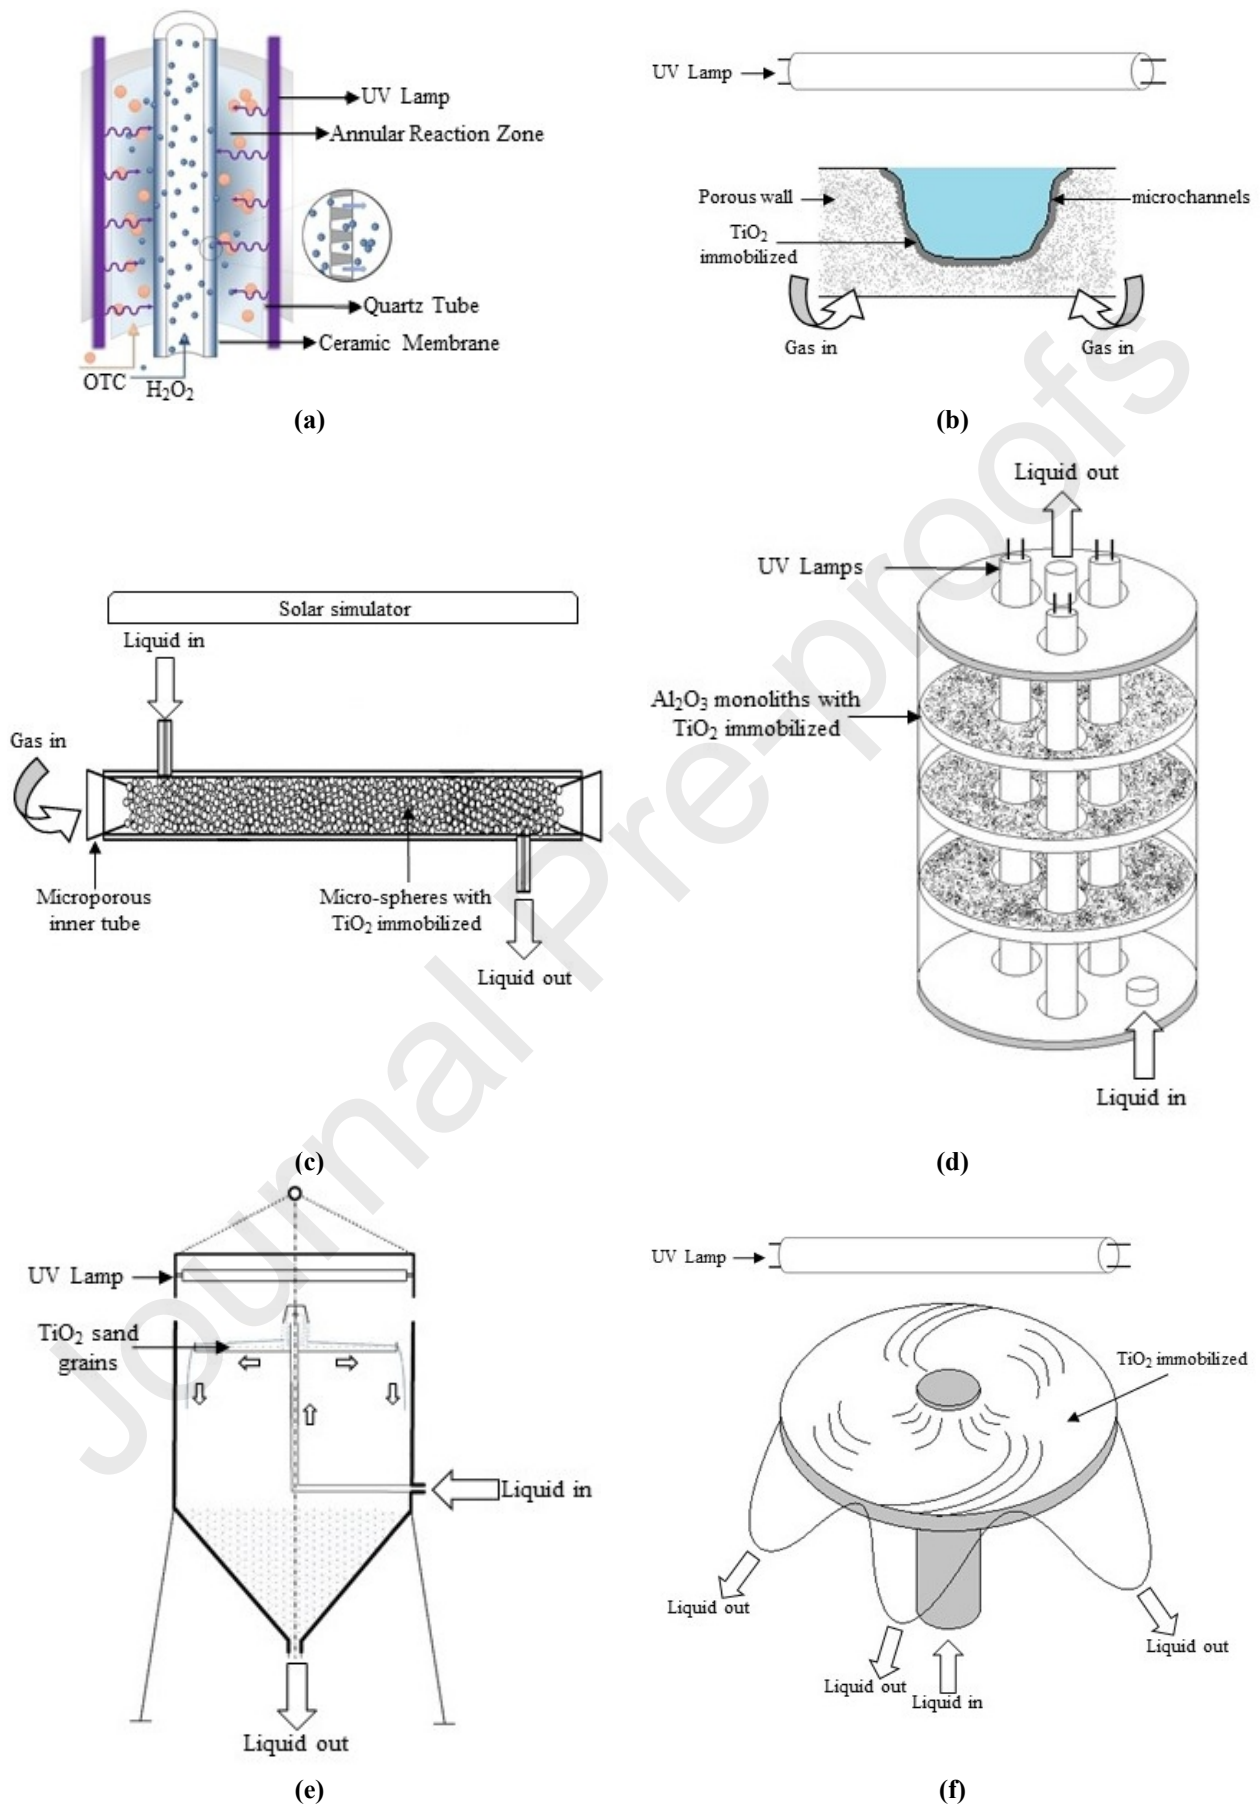 UV Lamp
Annular Reaction Zone
Quartz Tube
Ceramic Membrane
OTC
H₂O₂
(a)
UV Lamp
Porous wall
microchannels
TiO₂
immobilized
Gas in
Gas in
(b)
Solar simulator
Liquid in
Gas in
Microporous
inner tube
Micro-spheres with
TiO₂ immobilized
Liquid out
(c)
Liquid out
UV Lamps
Al₂O₃ monoliths with
TiO₂ immobilized
Liquid in
(d)
UV Lamp
TiO₂ sand
grains
Liquid in
Liquid out
(e)
UV Lamp
TiO₂ immobilized
Liquid out
Liquid out
Liquid in
Liquid out
(f)
Journal Pre-proofs